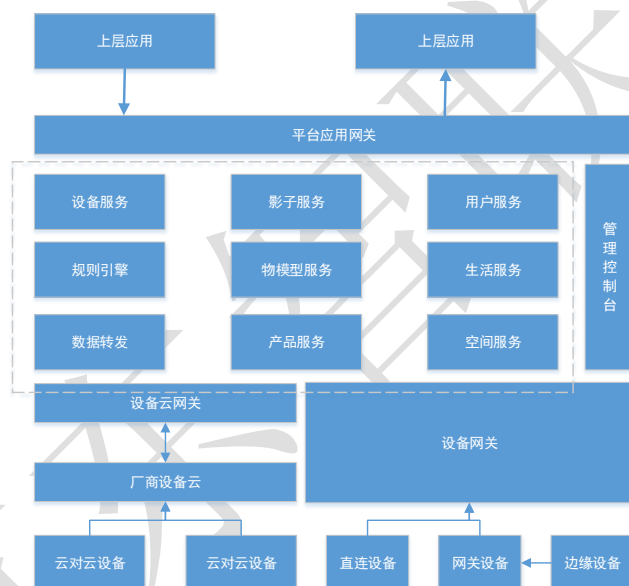 上层应用
上层应用
平台应用网关
设备服务
影子服务
用户服务
规则引擎
物模型服务
生活服务
数据转发
产品服务
空间服务
管理控制台
设备云网关
设备网关
厂商设备云
云对云设备
云对云设备
直连设备
网关设备
边缘设备